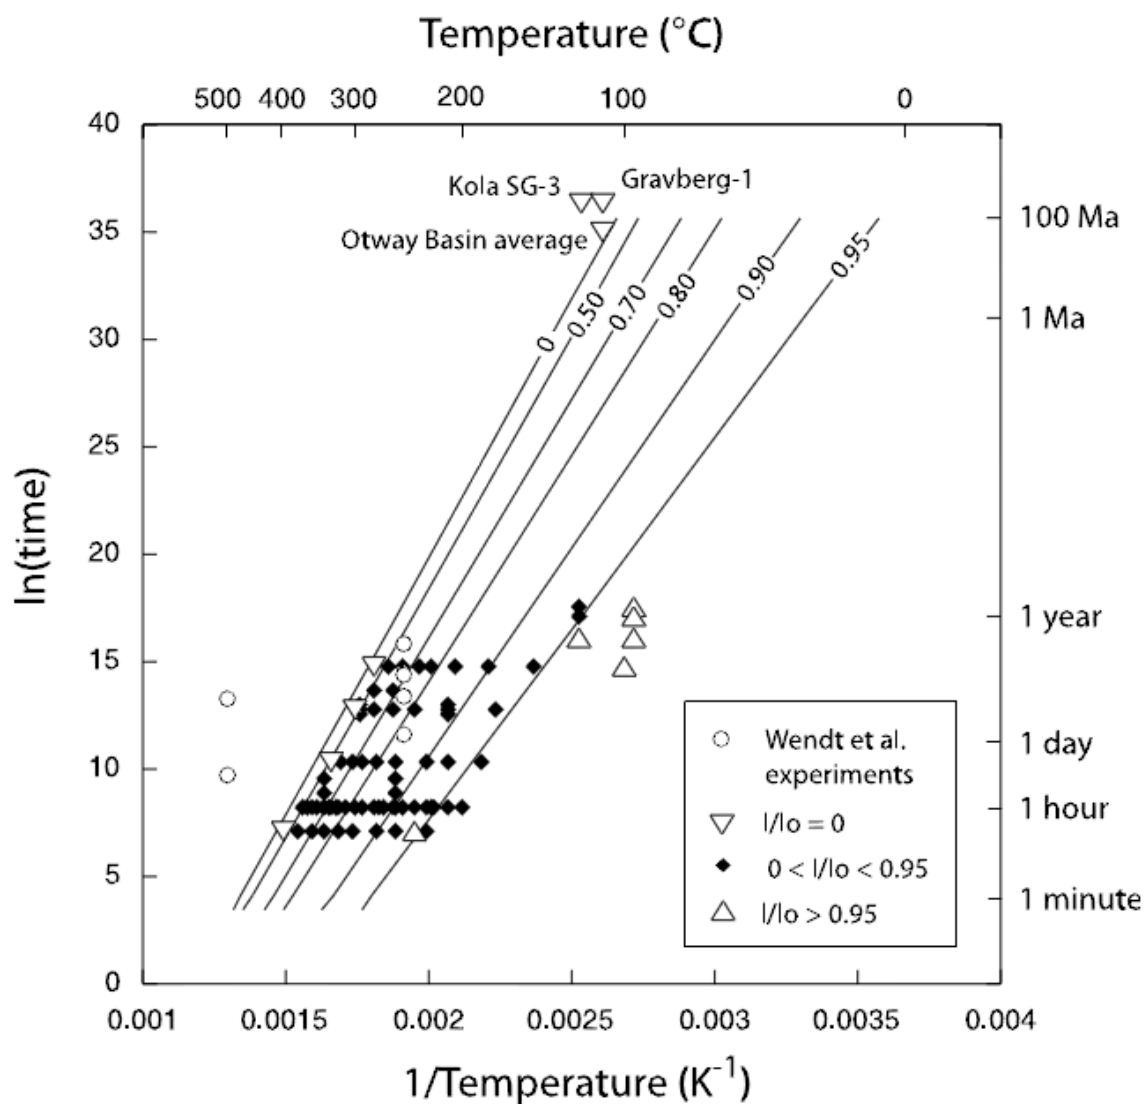 Temperature (°C)
500 400 300 200 100 0
40
Kola SG-3 Gravberg-1
35 100 Ma
Otway Basin average
0.95
0.90
0.80
0.70
0.50
0
30 1 Ma
25
20
15 1 year
10 1 day
1 hour
5 1 minute
0
ln(time)
Wendt et al.
experiments
l/lo = 0
0 < l/lo < 0.95
l/lo > 0.95
0.001 0.0015 0.002 0.0025 0.003 0.0035 0.004
1/Temperature (K⁻¹)